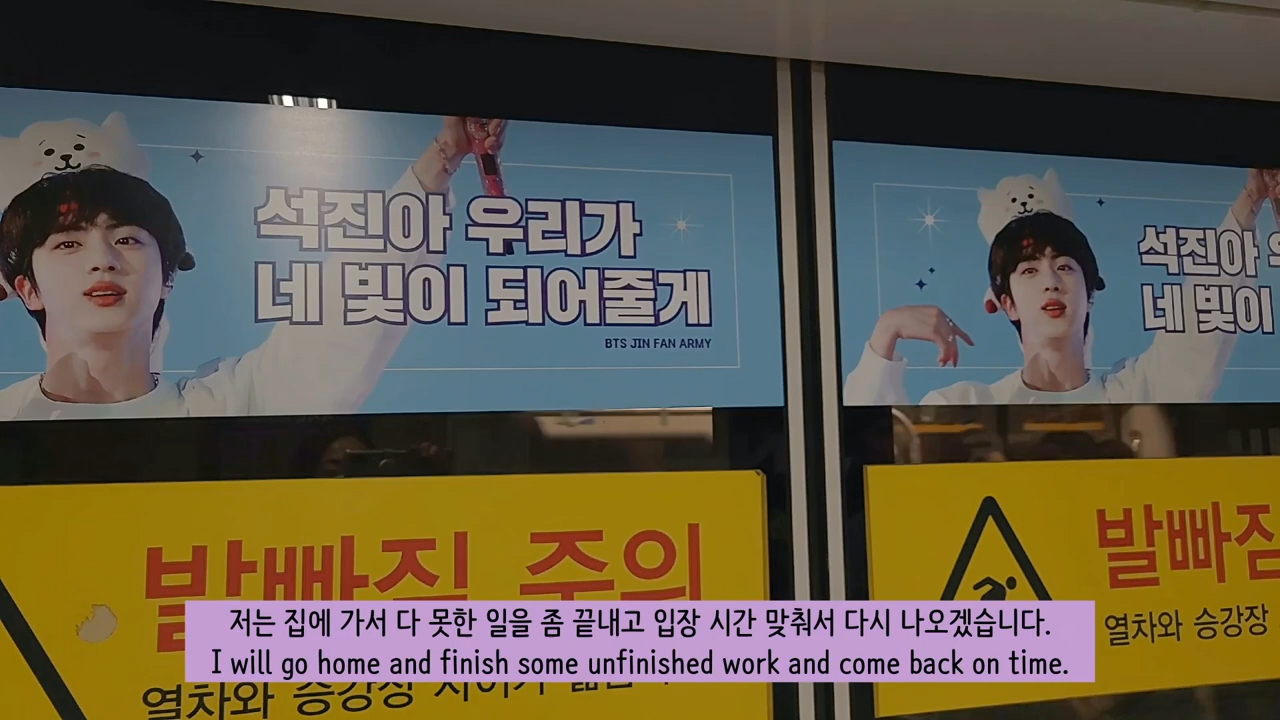 석진아 우리가
네 빛이 되어줄게
BTS JIN FAN ARMY
석진아
네 빛이
발빠짐 주의
발빠짐
열차와 승강장
열차와 승강장 사이가
저는 집에 가서 다 못한 일을 좀 끝내고 입장 시간 맞춰서 다시 나오겠습니다.
I will go home and finish some unfinished work and come back on time.